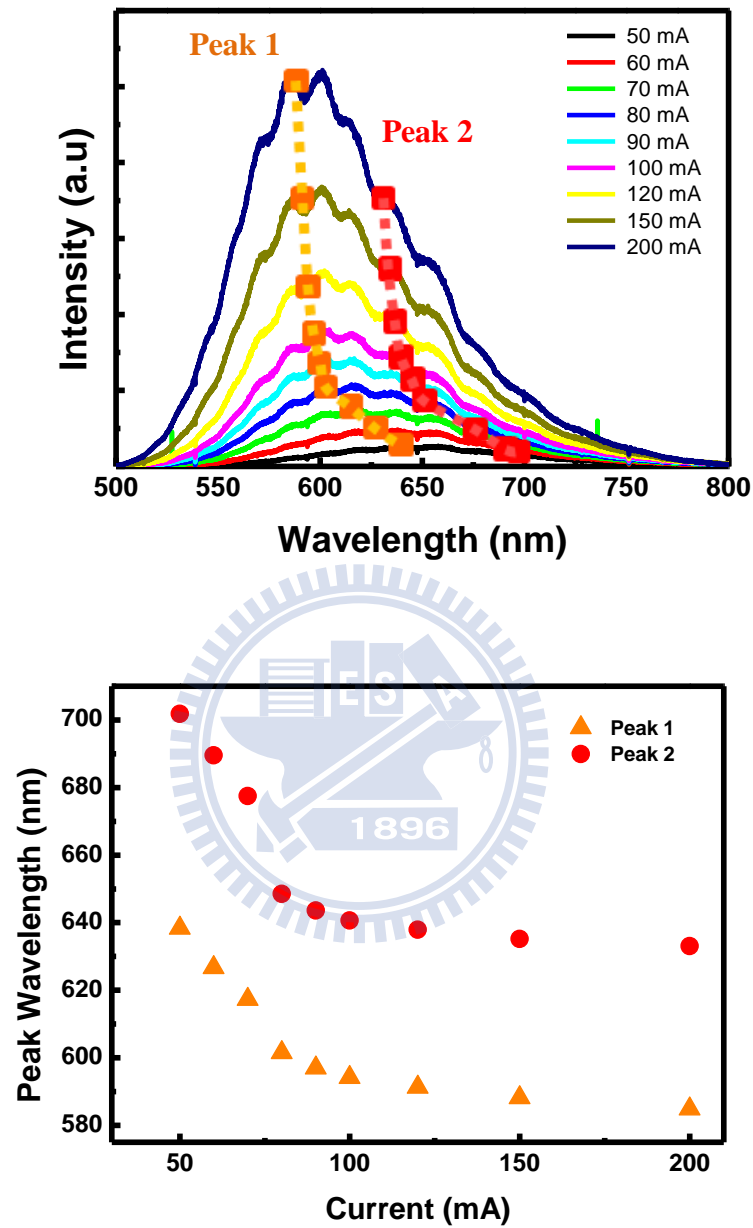 Peak 1
Peak 2
50 mA
60 mA
70 mA
80 mA
90 mA
100 mA
120 mA
150 mA
200 mA
Intensity (a.u)
500 550 600 650 700 750 800
Wavelength (nm)
E S A
1896
700
680
660
640
620
600
580
Peak 1
Peak 2
Peak Wavelength (nm)
50 100 150 200
Current (mA)